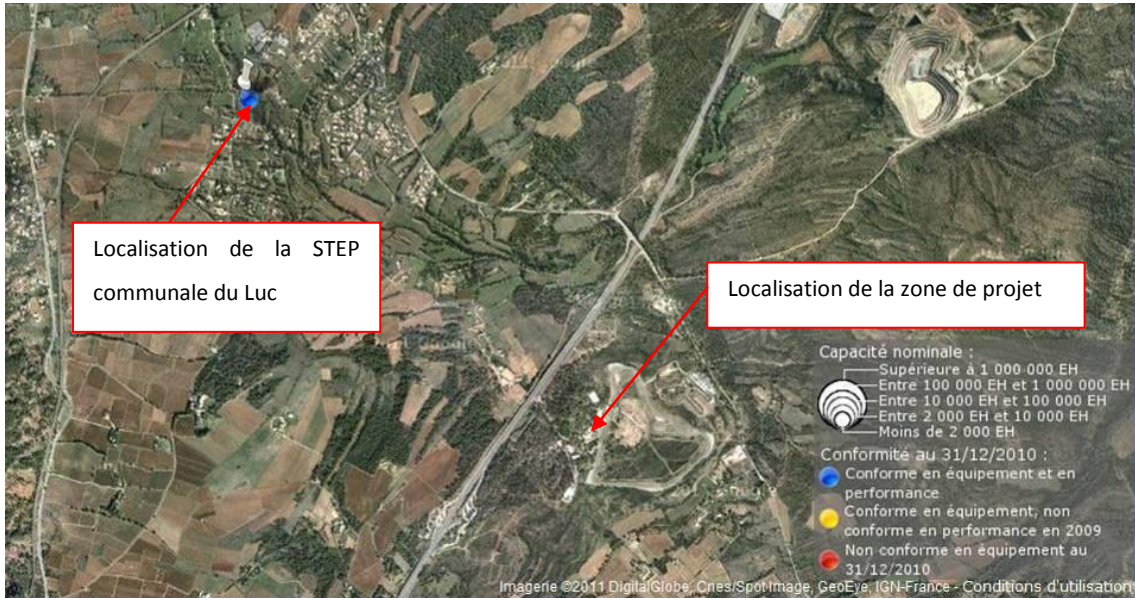 Localisation de la STEP
communale du Luc
Localisation de la zone de projet
Capacité nominale :
Supérieure à 1 000 000 EH
Entre 100 000 EH et 1 000 000 EH
Entre 10 000 EH et 100 000 EH
Entre 2 000 EH et 10 000 EH
Moins de 2 000 EH
Conformité au 31/12/2010 :
Conforme en équipement et en
performance
Conforme en équipement, non
conforme en performance en 2009
Non conforme en équipement au
31/12/2010
Imagerie ©2011 DigitalGlobe, Cnes/Spot Image, GeoEye, IGN-France - Conditions d'utilisation